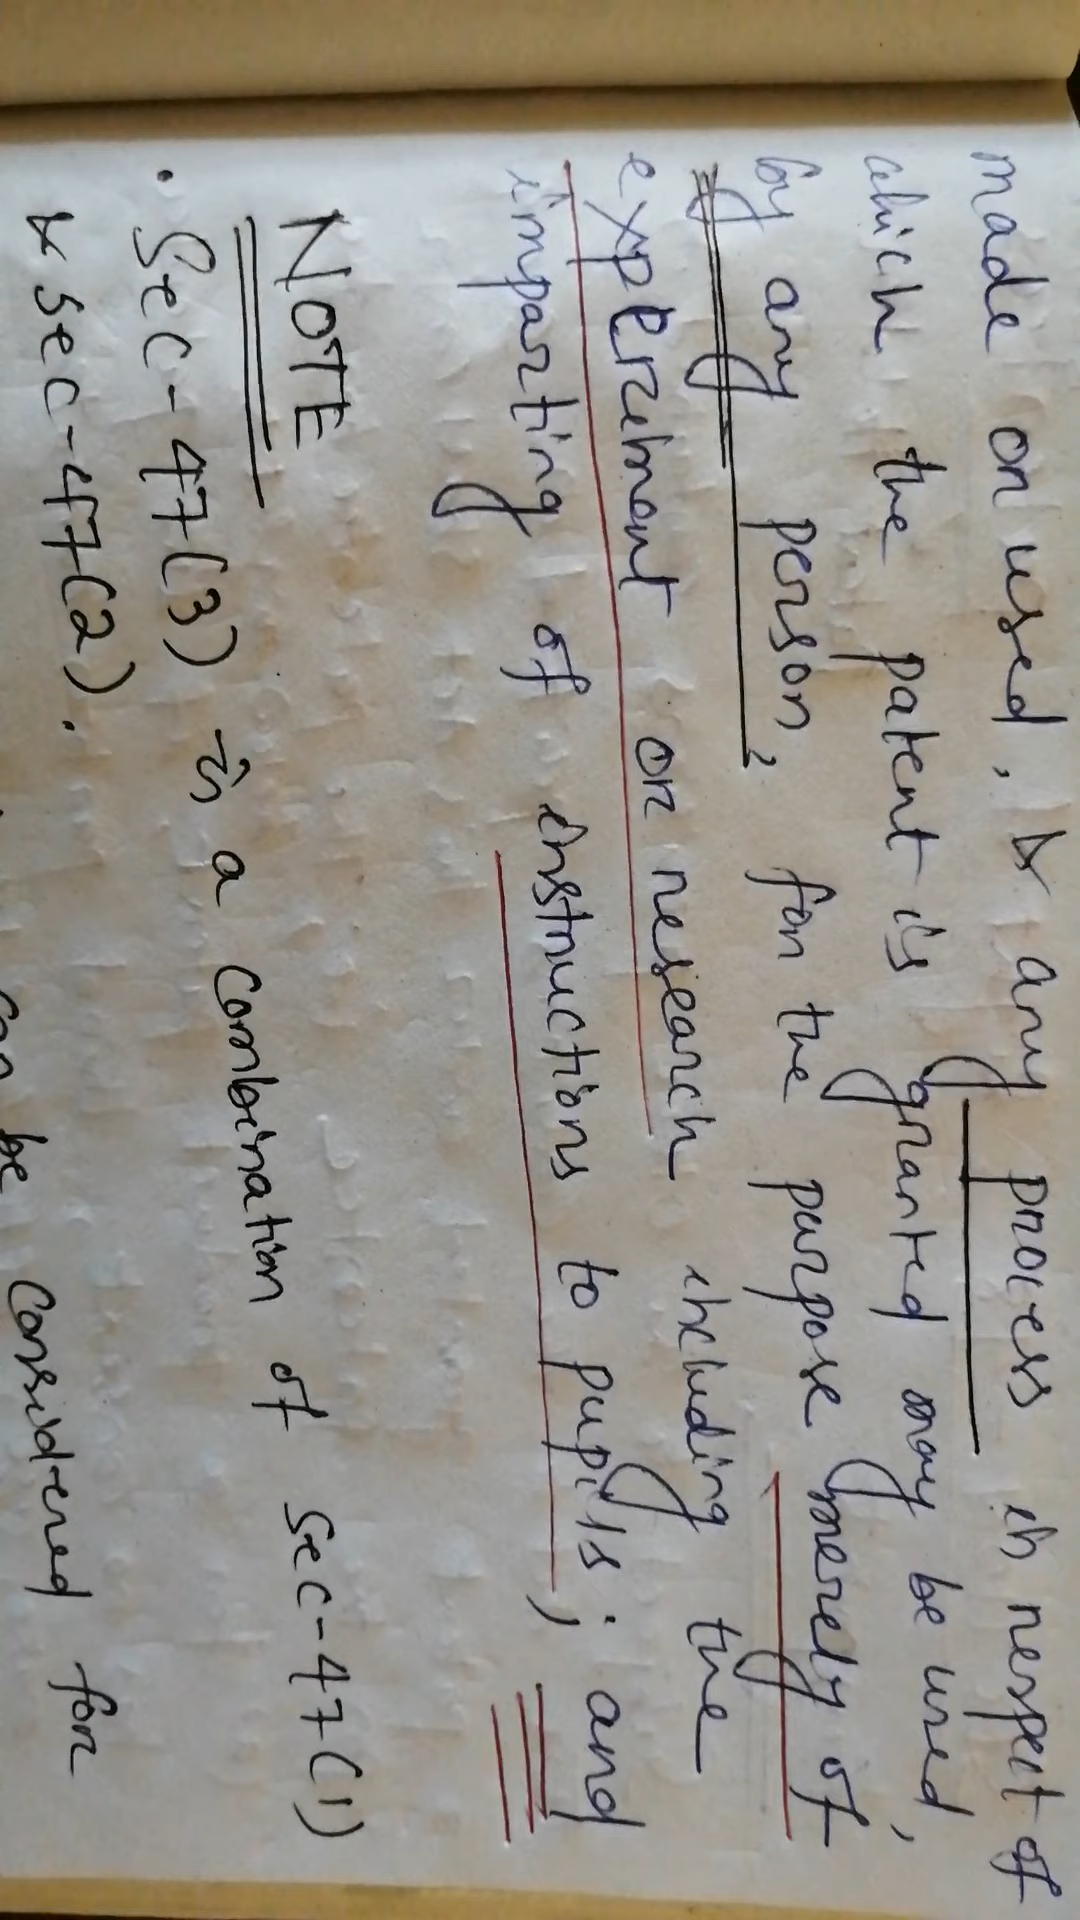 made or used, & any process in respect of
which the patent is granted may be used,
by any person, for the purpose merely of
experiment or research including the
imparting of instructions to pupils; and
NOTE
• Sec-47(3) is a combination of Sec-47(1)
& Sec-47(2).
can be considered for